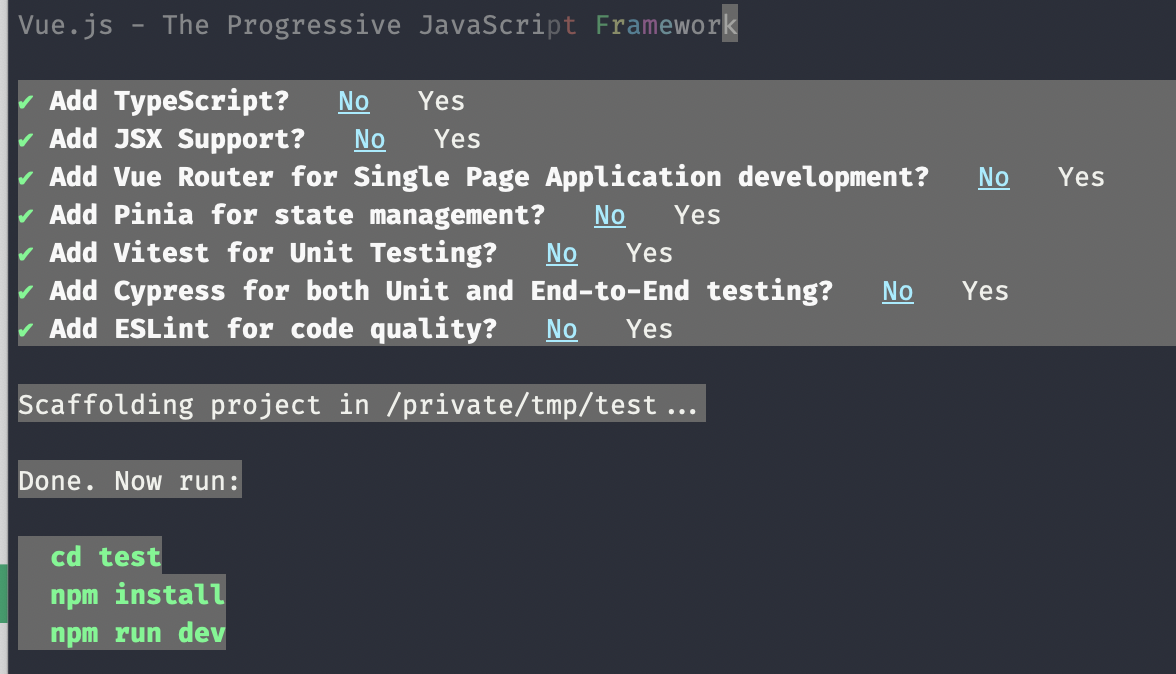 Vue.js - The Progressive JavaScript Framework
✔ Add TypeScript? No Yes
✔ Add JSX Support? No Yes
✔ Add Vue Router for Single Page Application development? No Yes
✔ Add Pinia for state management? No Yes
✔ Add Vitest for Unit Testing? No Yes
✔ Add Cypress for both Unit and End-to-End testing? No Yes
✔ Add ESLint for code quality? No Yes
Scaffolding project in /private/tmp/test...
Done. Now run:
cd test
npm install
npm run dev